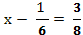 x - 1/6 = 3/8